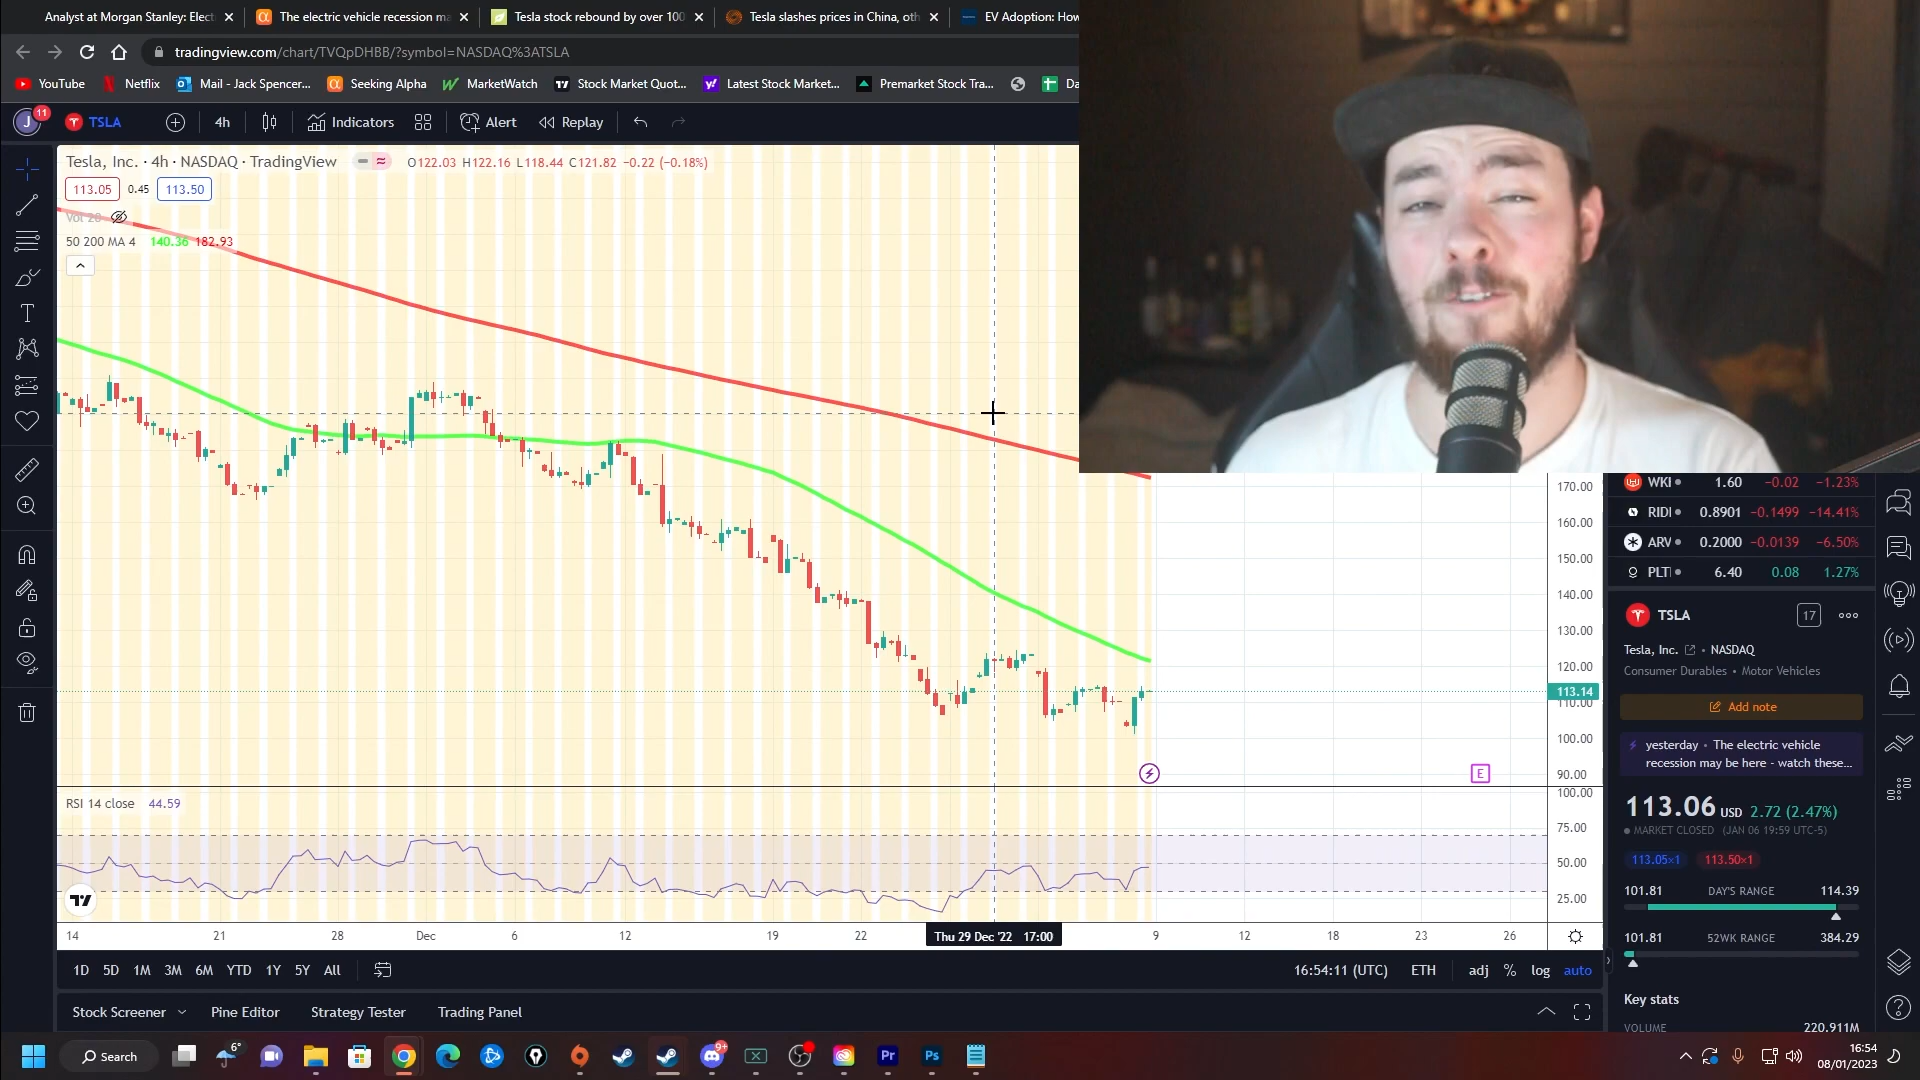 Analyst at Morgan Stanley: Elect
The electric vehicle recession ma
Tesla stock rebound by over 100
Tesla slashes prices in China, oth
EV Adoption: How
tradingview.com/chart/TVQpDHBB/?symbol=NASDAQ%3ATSLA
YouTube
Netflix
Mail - Jack Spencer...
Seeking Alpha
MarketWatch
Stock Market Quot...
Latest Stock Market...
Premarket Stock Tra...
Da
J 11
TSLA
4h
Indicators
Alert
Replay
Tesla, Inc. · 4h · NASDAQ · TradingView
O122.03 H122.16 L118.44 C121.82 −0.22 (−0.18%)
113.05 0.45 113.50
Vol 20
50 200 MA 4 140.36 182.93
170.00
160.00
150.00
140.00
130.00
120.00
113.14
110.00
100.00
90.00
E
RSI 14 close 44.59
100.00
75.00
50.00
25.00
14 21 28 Dec 6 12 19 22 Thu 29 Dec '22 17:00 9 12 18 23 26
1D 5D 1M 3M 6M YTD 1Y 5Y All
16:54:11 (UTC) ETH adj % log auto
Stock Screener Pine Editor Strategy Tester Trading Panel
WKI 1.60 −0.02 −1.23%
RIDI 0.8901 −0.1499 −14.41%
ARV 0.2000 −0.0139 −6.50%
PLTI 6.40 0.08 1.27%
TSLA 17
Tesla, Inc. • NASDAQ
Consumer Durables • Motor Vehicles
Add note
yesterday • The electric vehicle
recession may be here - watch these...
113.06 USD 2.72 (2.47%)
MARKET CLOSED (JAN 06 19:59 UTC-5)
113.05×1 113.50×1
101.81 DAY'S RANGE 114.39
101.81 52WK RANGE 384.29
Key stats
VOLUME 220.911M
Search
6°
9+
Pr
Ps
16:54
08/01/2023